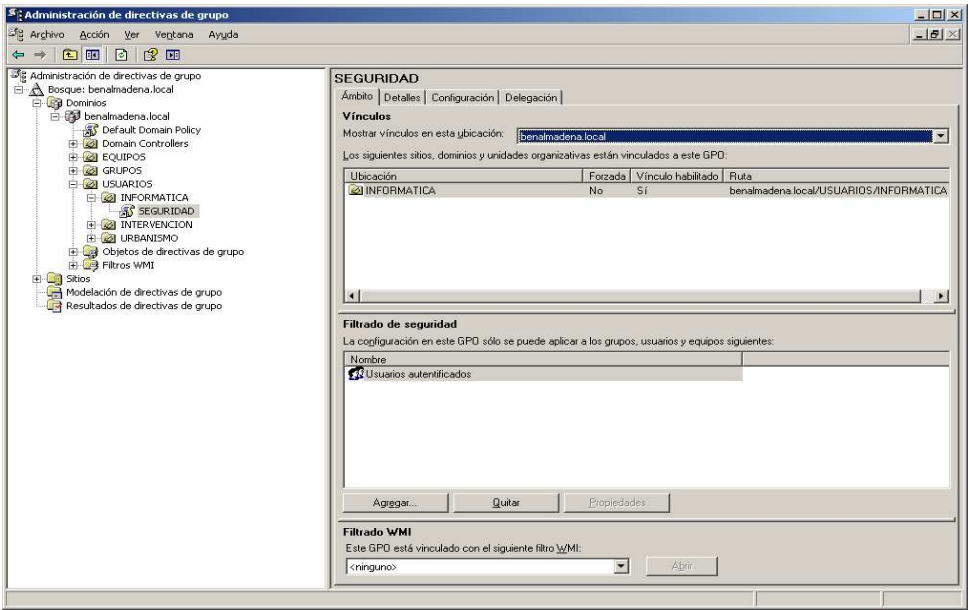 Administración de directivas de grupo
Archivo Acción Ver Ventana Ayuda
Administración de directivas de grupo
Bosque: benalmadena.local
Dominios
benalmadena.local
Default Domain Policy
Domain Controllers
EQUIPOS
GRUPOS
USUARIOS
INFORMATICA
SEGURIDAD
INTERVENCION
URBANISMO
Objetos de directivas de grupo
Filtros WMI
Sitios
Modelación de directivas de grupo
Resultados de directivas de grupo
SEGURIDAD
Ámbito Detalles Configuración Delegación
Vínculos
Mostrar vínculos en esta ubicación: benalmadena.local
Los siguientes sitios, dominios y unidades organizativas están vinculados a este GPO:
Ubicación Forzada Vínculo habilitado Ruta
INFORMATICA No Sí benalmadena.local/USUARIOS/INFORMATICA
Filtrado de seguridad
La configuración en este GPO sólo se puede aplicar a los grupos, usuarios y equipos siguientes:
Nombre
Usuarios autentificados
Agregar... Quitar Propiedades
Filtrado WMI
Este GPO está vinculado con el siguiente filtro WMI:
<ninguno> Abrir